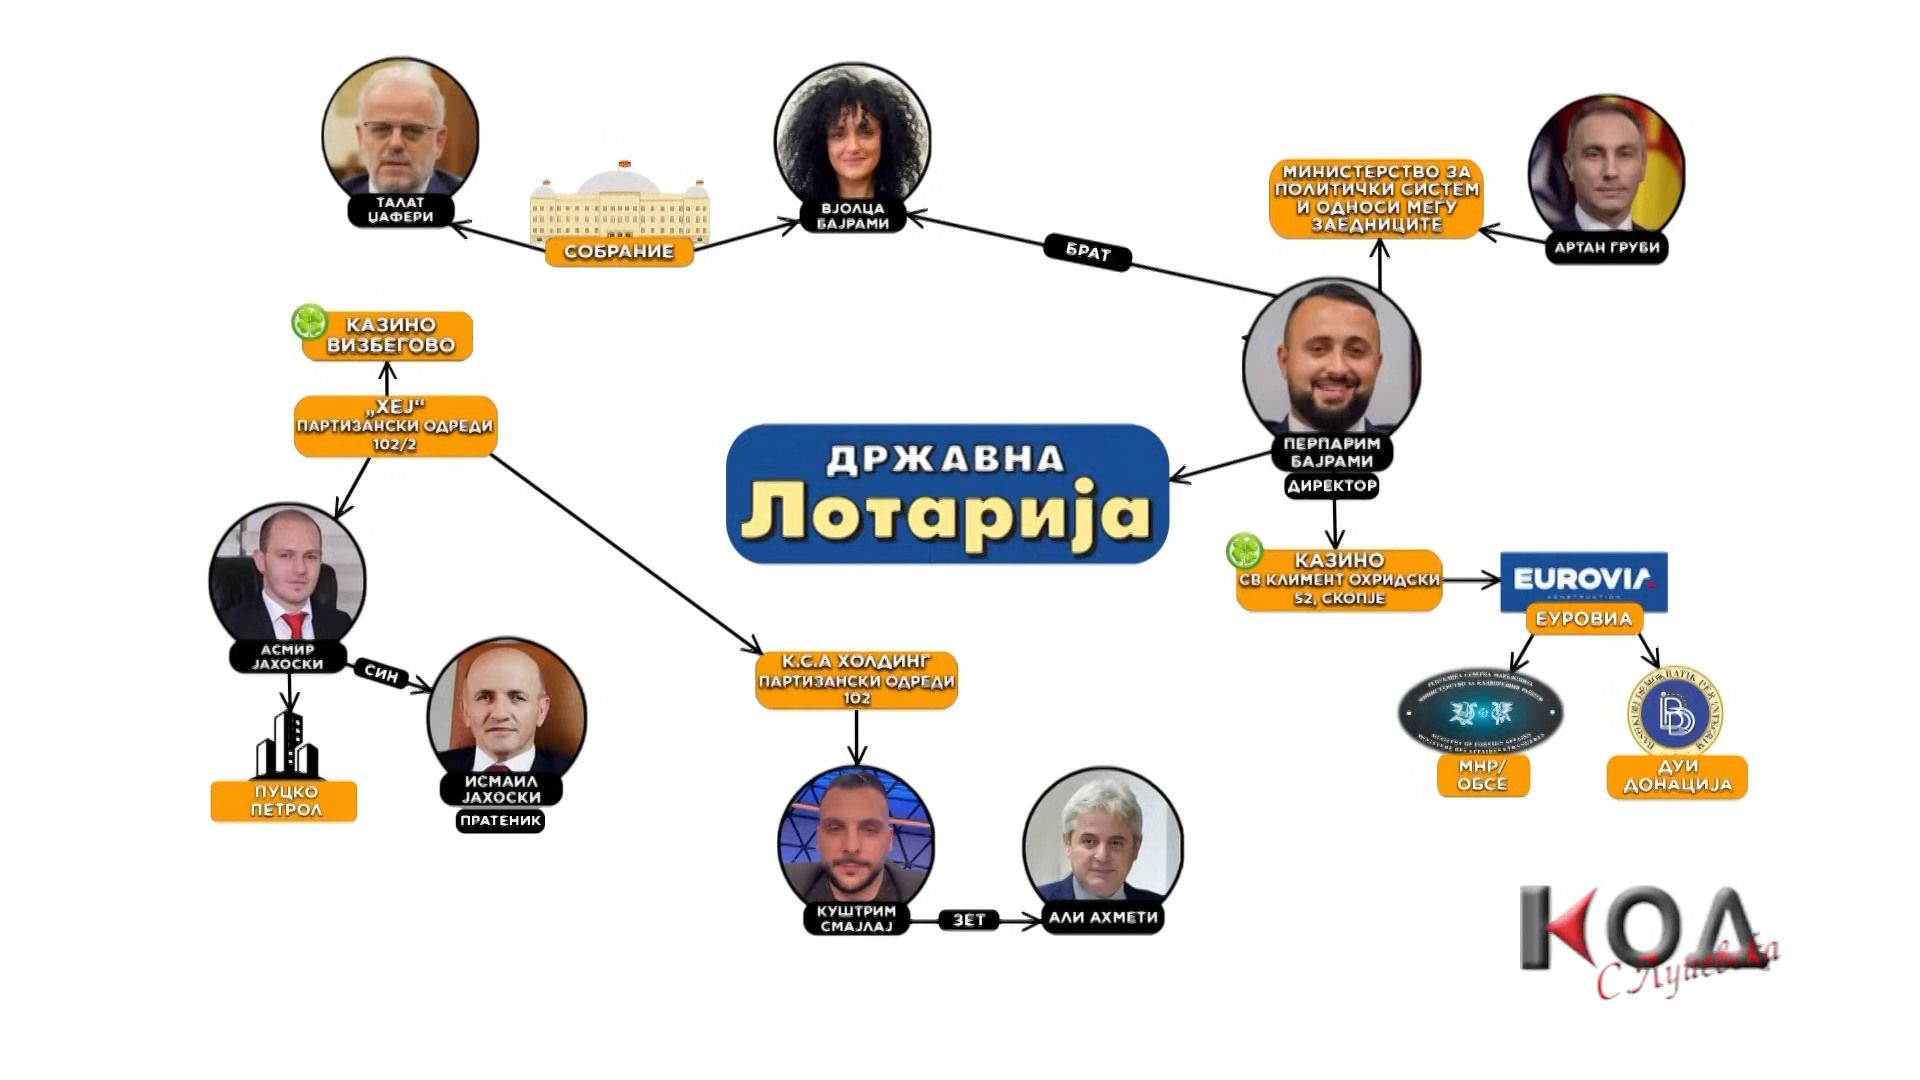 ТАЛАТ
ЏАФЕРИ
СОБРАНИЕ
ВЈОЛЦА
БАЈРАМИ
БРАТ
МИНИСТЕРСТВО ЗА
ПОЛИТИЧКИ СИСТЕМ
И ОДНОСИ МЕЃУ
ЗАЕДНИЦИТЕ
АРТАН ГРУБИ
КАЗИНО
ВИЗБЕГОВО
„ХЕЈ“
ПАРТИЗАНСКИ ОДРЕДИ
102/2
ДРЖАВНА
Лотарија
ПЕРПАРИМ
БАЈРАМИ
ДИРЕКТОР
КАЗИНО
СВ КЛИМЕНТ ОХРИДСКИ
52, СКОПЈЕ
EUROVIA
CONSTRUCTION
ЕУРОВИА
АСМИР
ЈАХОСКИ
СИН
ИСМАИЛ
ЈАХОСКИ
ПРАТЕНИК
ПУЦКО
ПЕТРОЛ
К.С.А ХОЛДИНГ
ПАРТИЗАНСКИ ОДРЕДИ
102
КУШТРИМ
СМАЈЛАЈ
ЗЕТ
АЛИ АХМЕТИ
МНР/
ОБСЕ
ДУИ
ДОНАЦИЈА
КОД
С Лупевска